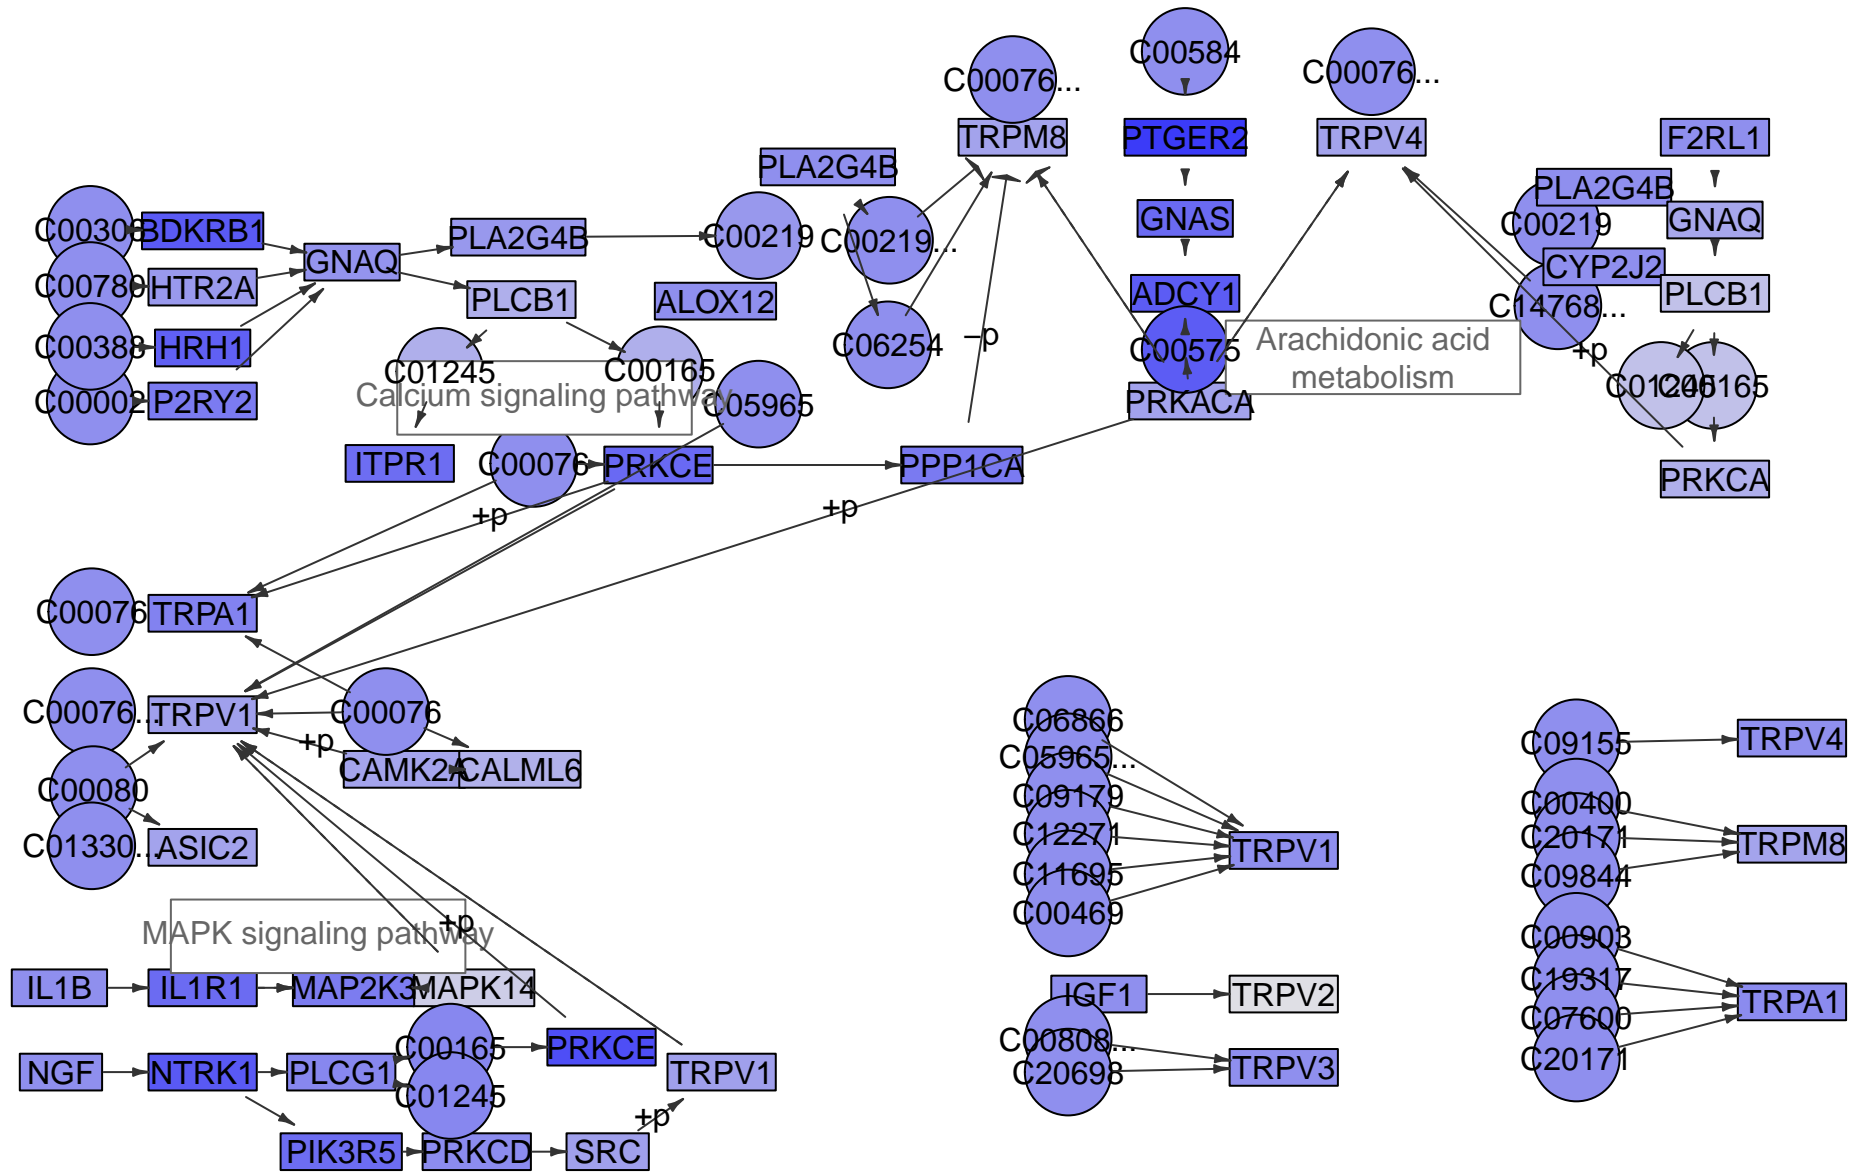 C00584
C00076...
C00076...
TRPM8
PTGER2
TRPV4
F2RL1
PLA2G4B
PLA2G4B
C00219
GNAS
GNAQ
BDKRB1
PLA2G4B
C00219
C00219...
GNAQ
CYP2J2
C00780
HTR2A
PLCB1
ALOX12
ADCY1
PLCB1
C14768...
C00388
HRH1
C06254
–p
C00575
Arachidonic acid
metabolism
+p
C01245
C00165
Calcium signaling pathway
C00002
P2RY2
C05965
PRKACA
C01245
C00165
ITPR1
C00076
PRKCE
PPP1CA
PRKCA
+p
+p
C00076
TRPA1
C00076...
TRPV1
C00076
+p
CAMK2A
CALML6
C00080
C01330...
ASIC2
C06866
C05965...
C09179
C12271
C11695
C00469
TRPV1
C09155
TRPV4
C00400
C20171
C09844
TRPM8
C00903
C19317
C07600
C20171
TRPA1
+p
MAPK signaling pathway
IL1B
IL1R1
MAP2K3
MAPK14
IGF1
TRPV2
C00165
PRKCE
C00808...
C20698
TRPV3
NGF
NTRK1
PLCG1
C01245
TRPV1
+p
PIK3R5
PRKCD
SRC